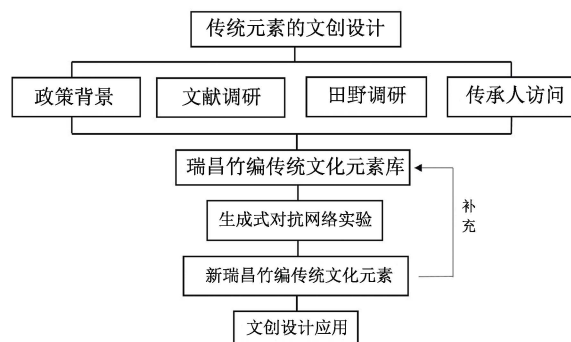 传统元素的文创设计
政策背景
文献调研
田野调研
传承人访问
瑞昌竹编传统文化元素库
生成式对抗网络实验
补充
新瑞昌竹编传统文化元素
文创设计应用